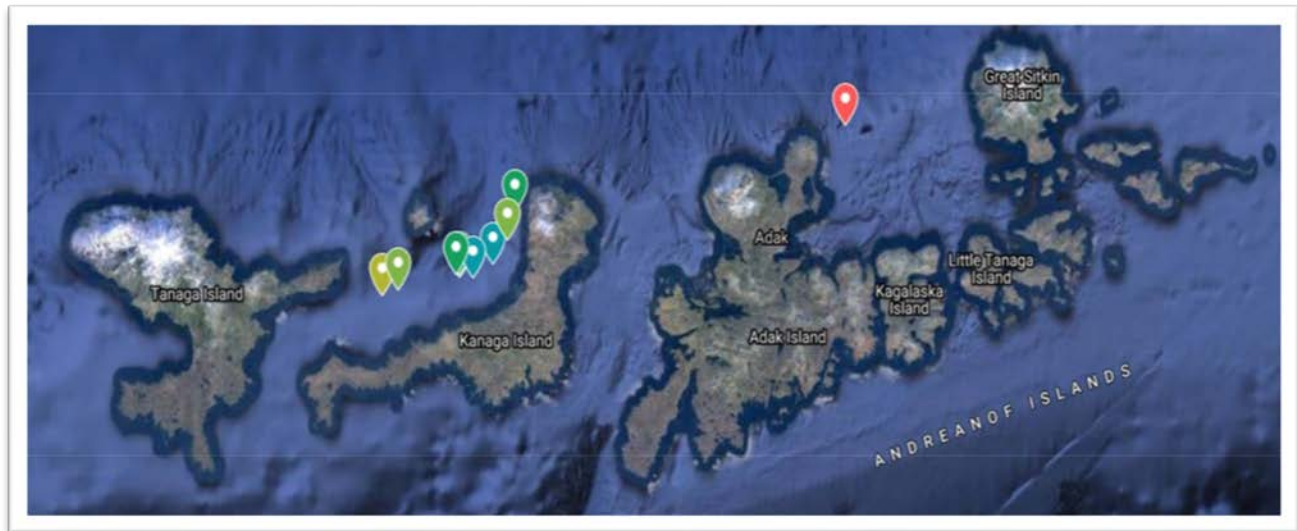 Great Sitkin
Island
Adak
Little Tanaga
Island
Tanaga Island
Kagalaska
Island
Kanaga Island
Adak Island
ANDREANOF ISLANDS